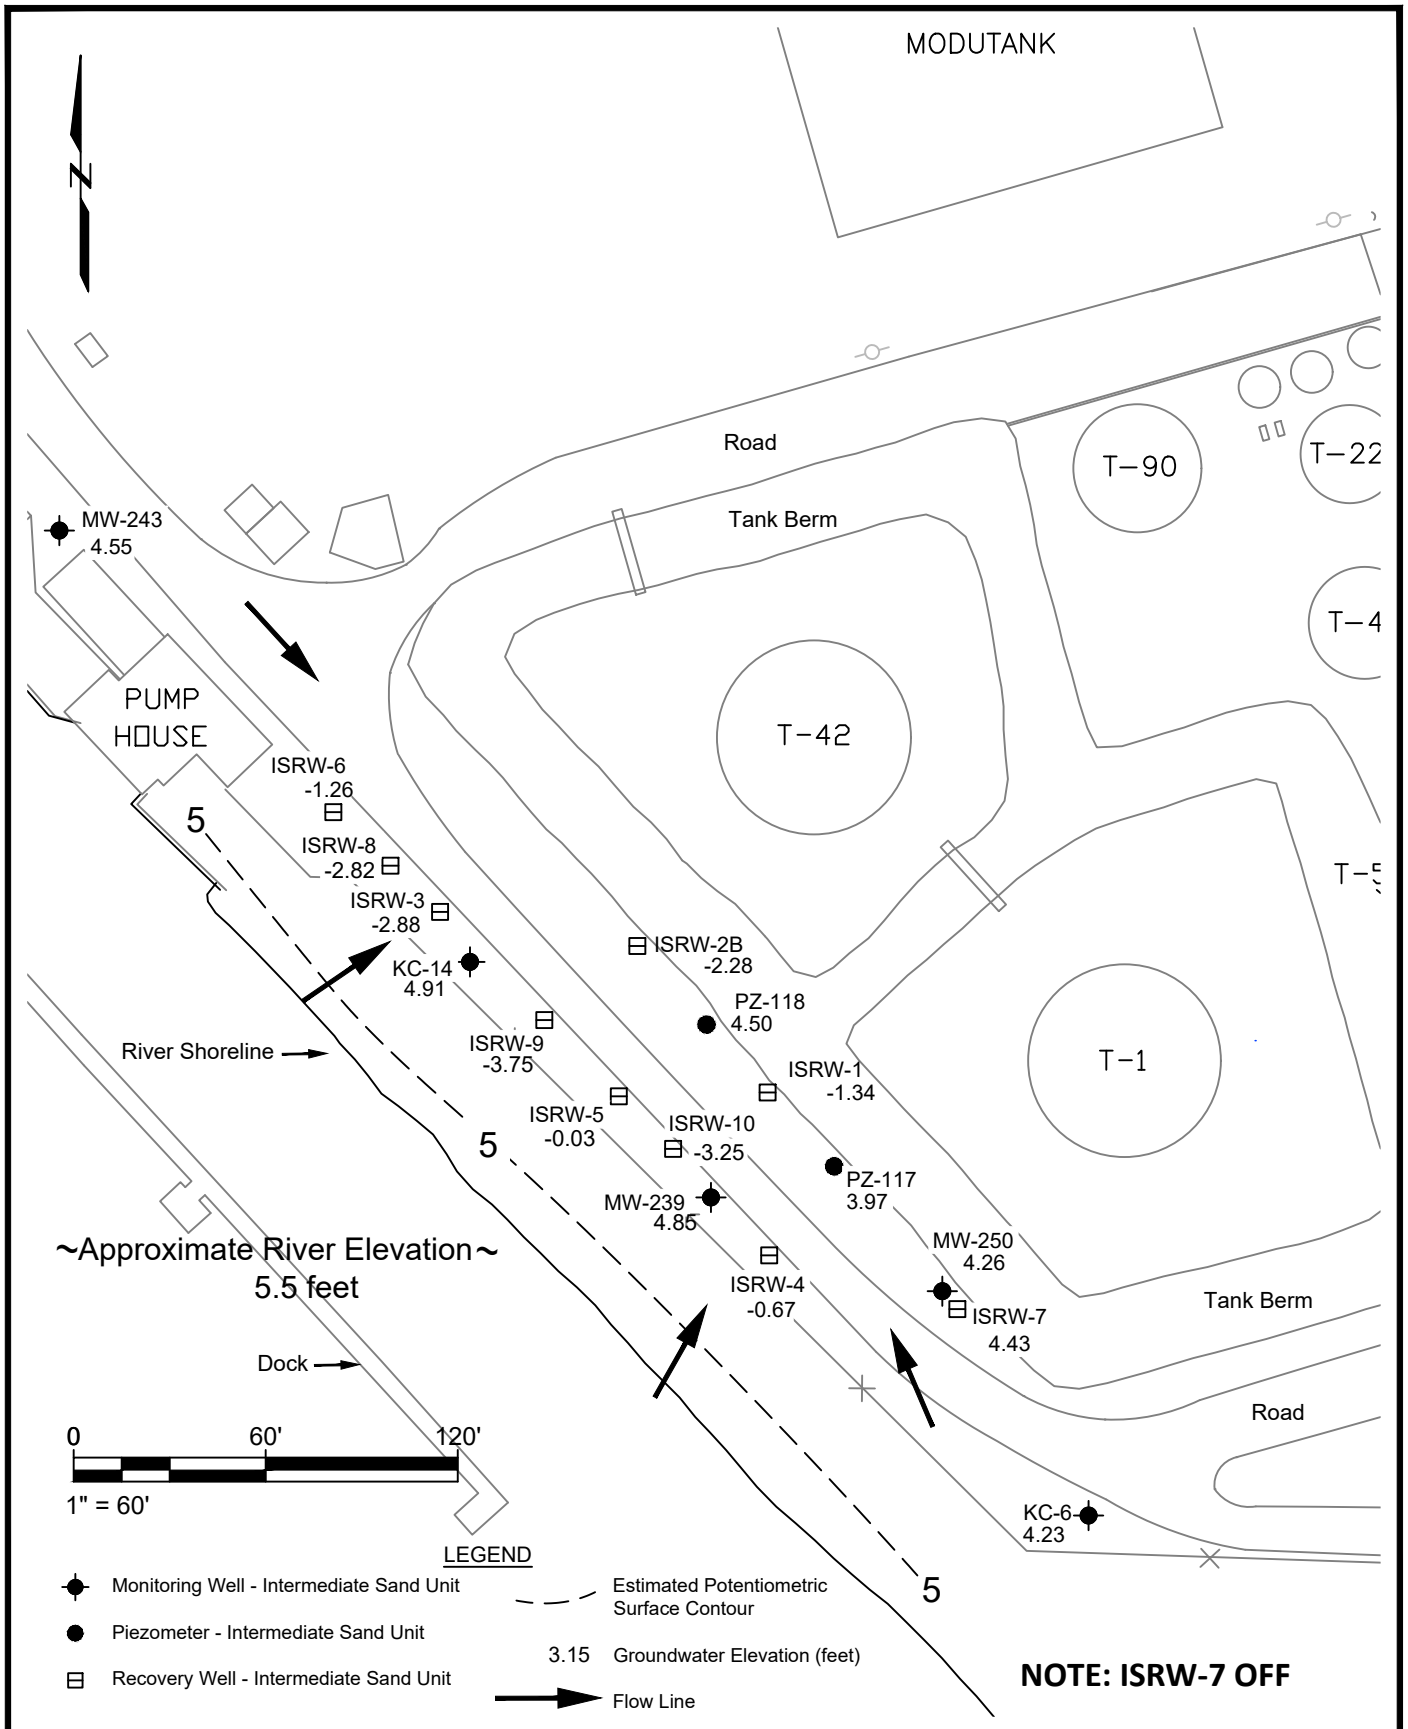 MODUTANK
N
Road
T-90
T-22
MW-243
4.55
Tank Berm
T-4
PUMP
HOUSE
T-42
ISRW-6
-1.26
5
ISRW-8
-2.82
T-5
ISRW-3
-2.88
ISRW-2B
-2.28
KC-14
4.91
PZ-118
4.50
ISRW-9
-3.75
River Shoreline
T-1
ISRW-1
-1.34
ISRW-5
-0.03
ISRW-10
-3.25
5
PZ-117
3.97
MW-239
4.85
~Approximate River Elevation~
5.5 feet
MW-250
4.26
ISRW-4
-0.67
Tank Berm
ISRW-7
4.43
Dock
Road
0 60' 120'
1" = 60'
KC-6
4.23
5
LEGEND
Monitoring Well - Intermediate Sand Unit
Piezometer - Intermediate Sand Unit
Recovery Well - Intermediate Sand Unit
Estimated Potentiometric
Surface Contour
3.15 Groundwater Elevation (feet)
Flow Line
NOTE: ISRW-7 OFF